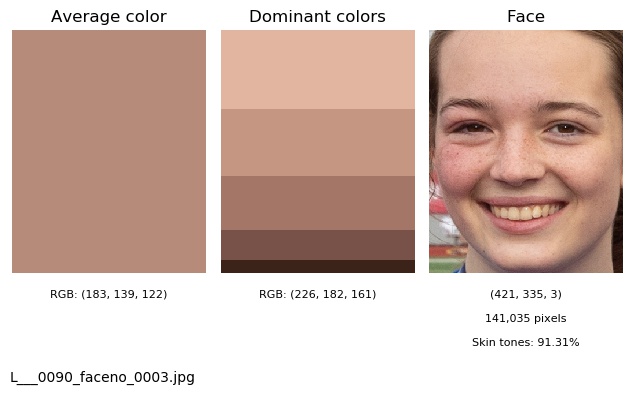 Average color
Dominant colors
Face
RGB: (183, 139, 122)
RGB: (226, 182, 161)
(421, 335, 3)
141,035 pixels
Skin tones: 91.31%
L___0090_faceno_0003.jpg